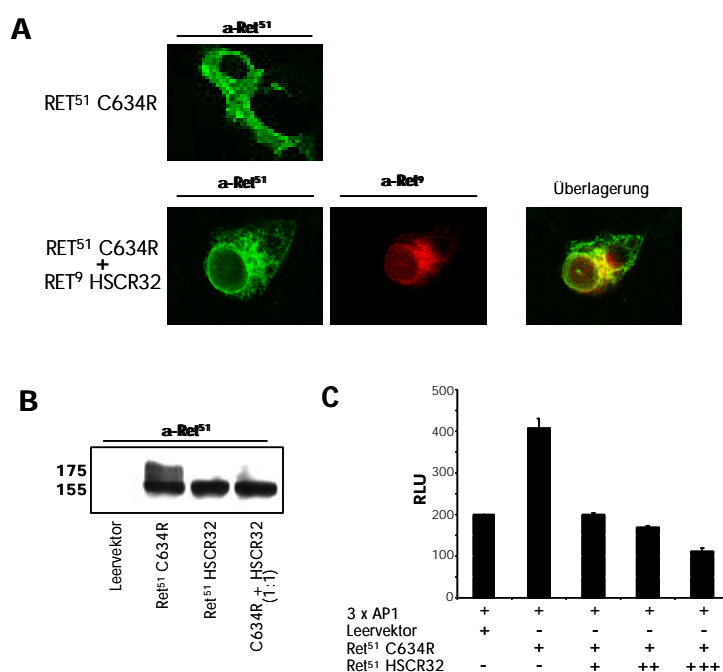 A
a-Ret⁵¹
RET⁵¹ C634R
a-Ret⁵¹
a-Ret⁹
Überlagerung
RET⁵¹ C634R
+
RET⁹ HSCR32
B
a-Ret⁵¹
175
155
Leervektor
Ret⁵¹ C634R
Ret⁵¹ HSCR32
C634R + HSCR32
(1:1)
C
RLU
500
400
300
200
100
0
3 x AP1 + + + + +
Leervektor + - - - -
Ret⁵¹ C634R - + + + +
Ret⁵¹ HSCR32 - - + ++ +++